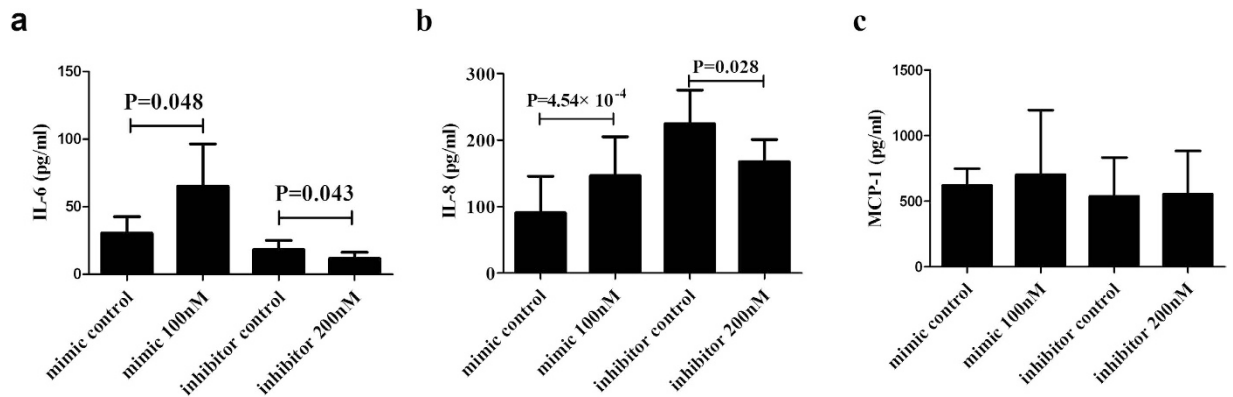 a
IL-6 (pg/ml)
150
100
50
0
P=0.048
P=0.043
mimic control
mimic 100nM
inhibitor control
inhibitor 200nM
b
IL-8 (pg/ml)
300
200
100
0
P=4.54× 10⁻⁴
P=0.028
mimic control
mimic 100nM
inhibitor control
inhibitor 200nM
c
MCP-1 (pg/ml)
1500
1000
500
0
mimic control
mimic 100nM
inhibitor control
inhibitor 200nM